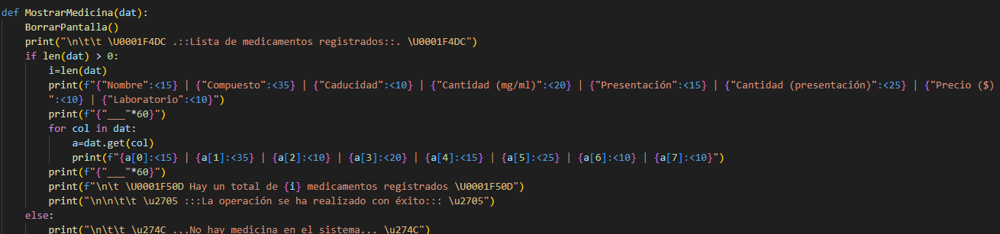 def MostrarMedicina(dat):
    BorrarPantalla()
    print("\n\t\t \U0001F4DC .::Lista de medicamentos registrados::. \U0001F4DC")
    if len(dat) > 0:
        i=len(dat)
        print(f"{"Nombre":<15} | {"Compuesto":<35} | {"Caducidad":<10} | {"Cantidad (mg/ml)":<20} | {"Presentación":<15} | {"Cantidad (presentación)":<25} | {"Precio ($)
        ":<10} | {"Laboratorio":<10}")
        print(f"{"___"*60}")
        for col in dat:
            a=dat.get(col)
            print(f"{a[0]:<15} | {a[1]:<35} | {a[2]:<10} | {a[3]:<20} | {a[4]:<15} | {a[5]:<25} | {a[6]:<10} | {a[7]:<10}")
        print(f"{"___"*60}")
        print(f"\n\t \U0001F50D Hay un total de {i} medicamentos registrados \U0001F50D")
        print("\n\n\t\t \u2705 :::La operación se ha realizado con éxito::: \u2705")
    else:
        print("\n\t\t \u274C ...No hay medicina en el sistema... \u274C")